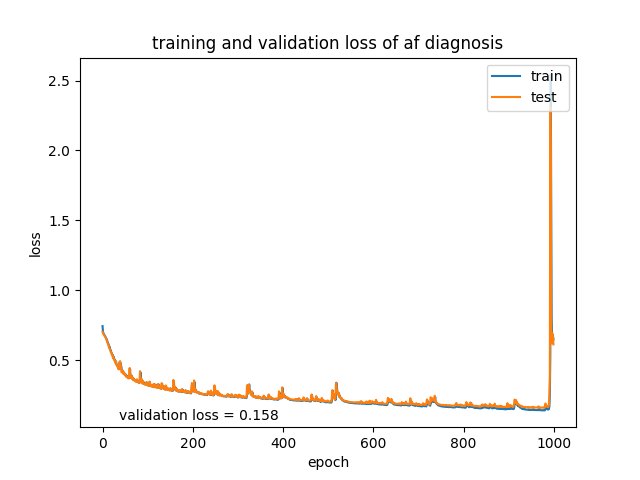 training and validation loss of af diagnosis
train
test
2.5
2.0
1.5
1.0
0.5
loss
validation loss = 0.158
0
200
400
600
800
1000
epoch